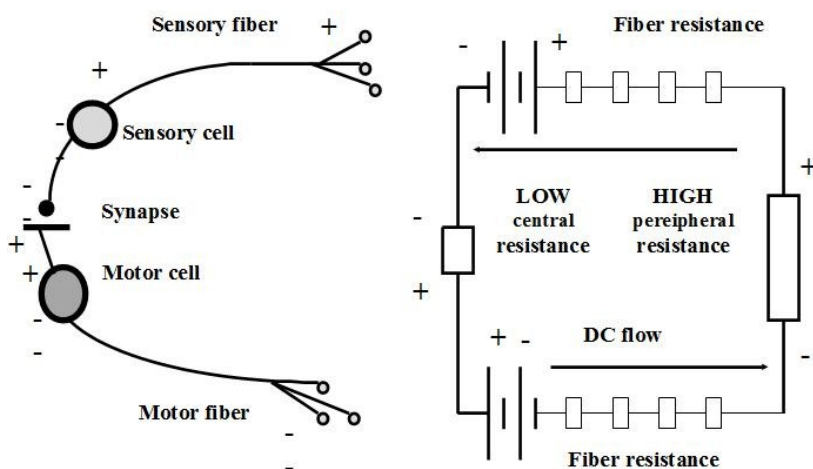 Sensory fiber
+
+
-
Sensory cell
-
-
-
Synapse
+
+
Motor cell
-
-
Motor fiber
-
-
Fiber resistance
-
+
+
LOW
central
resistance
HIGH
pereipheral
resistance
-
+
+
-
DC flow
-
Fiber resistance